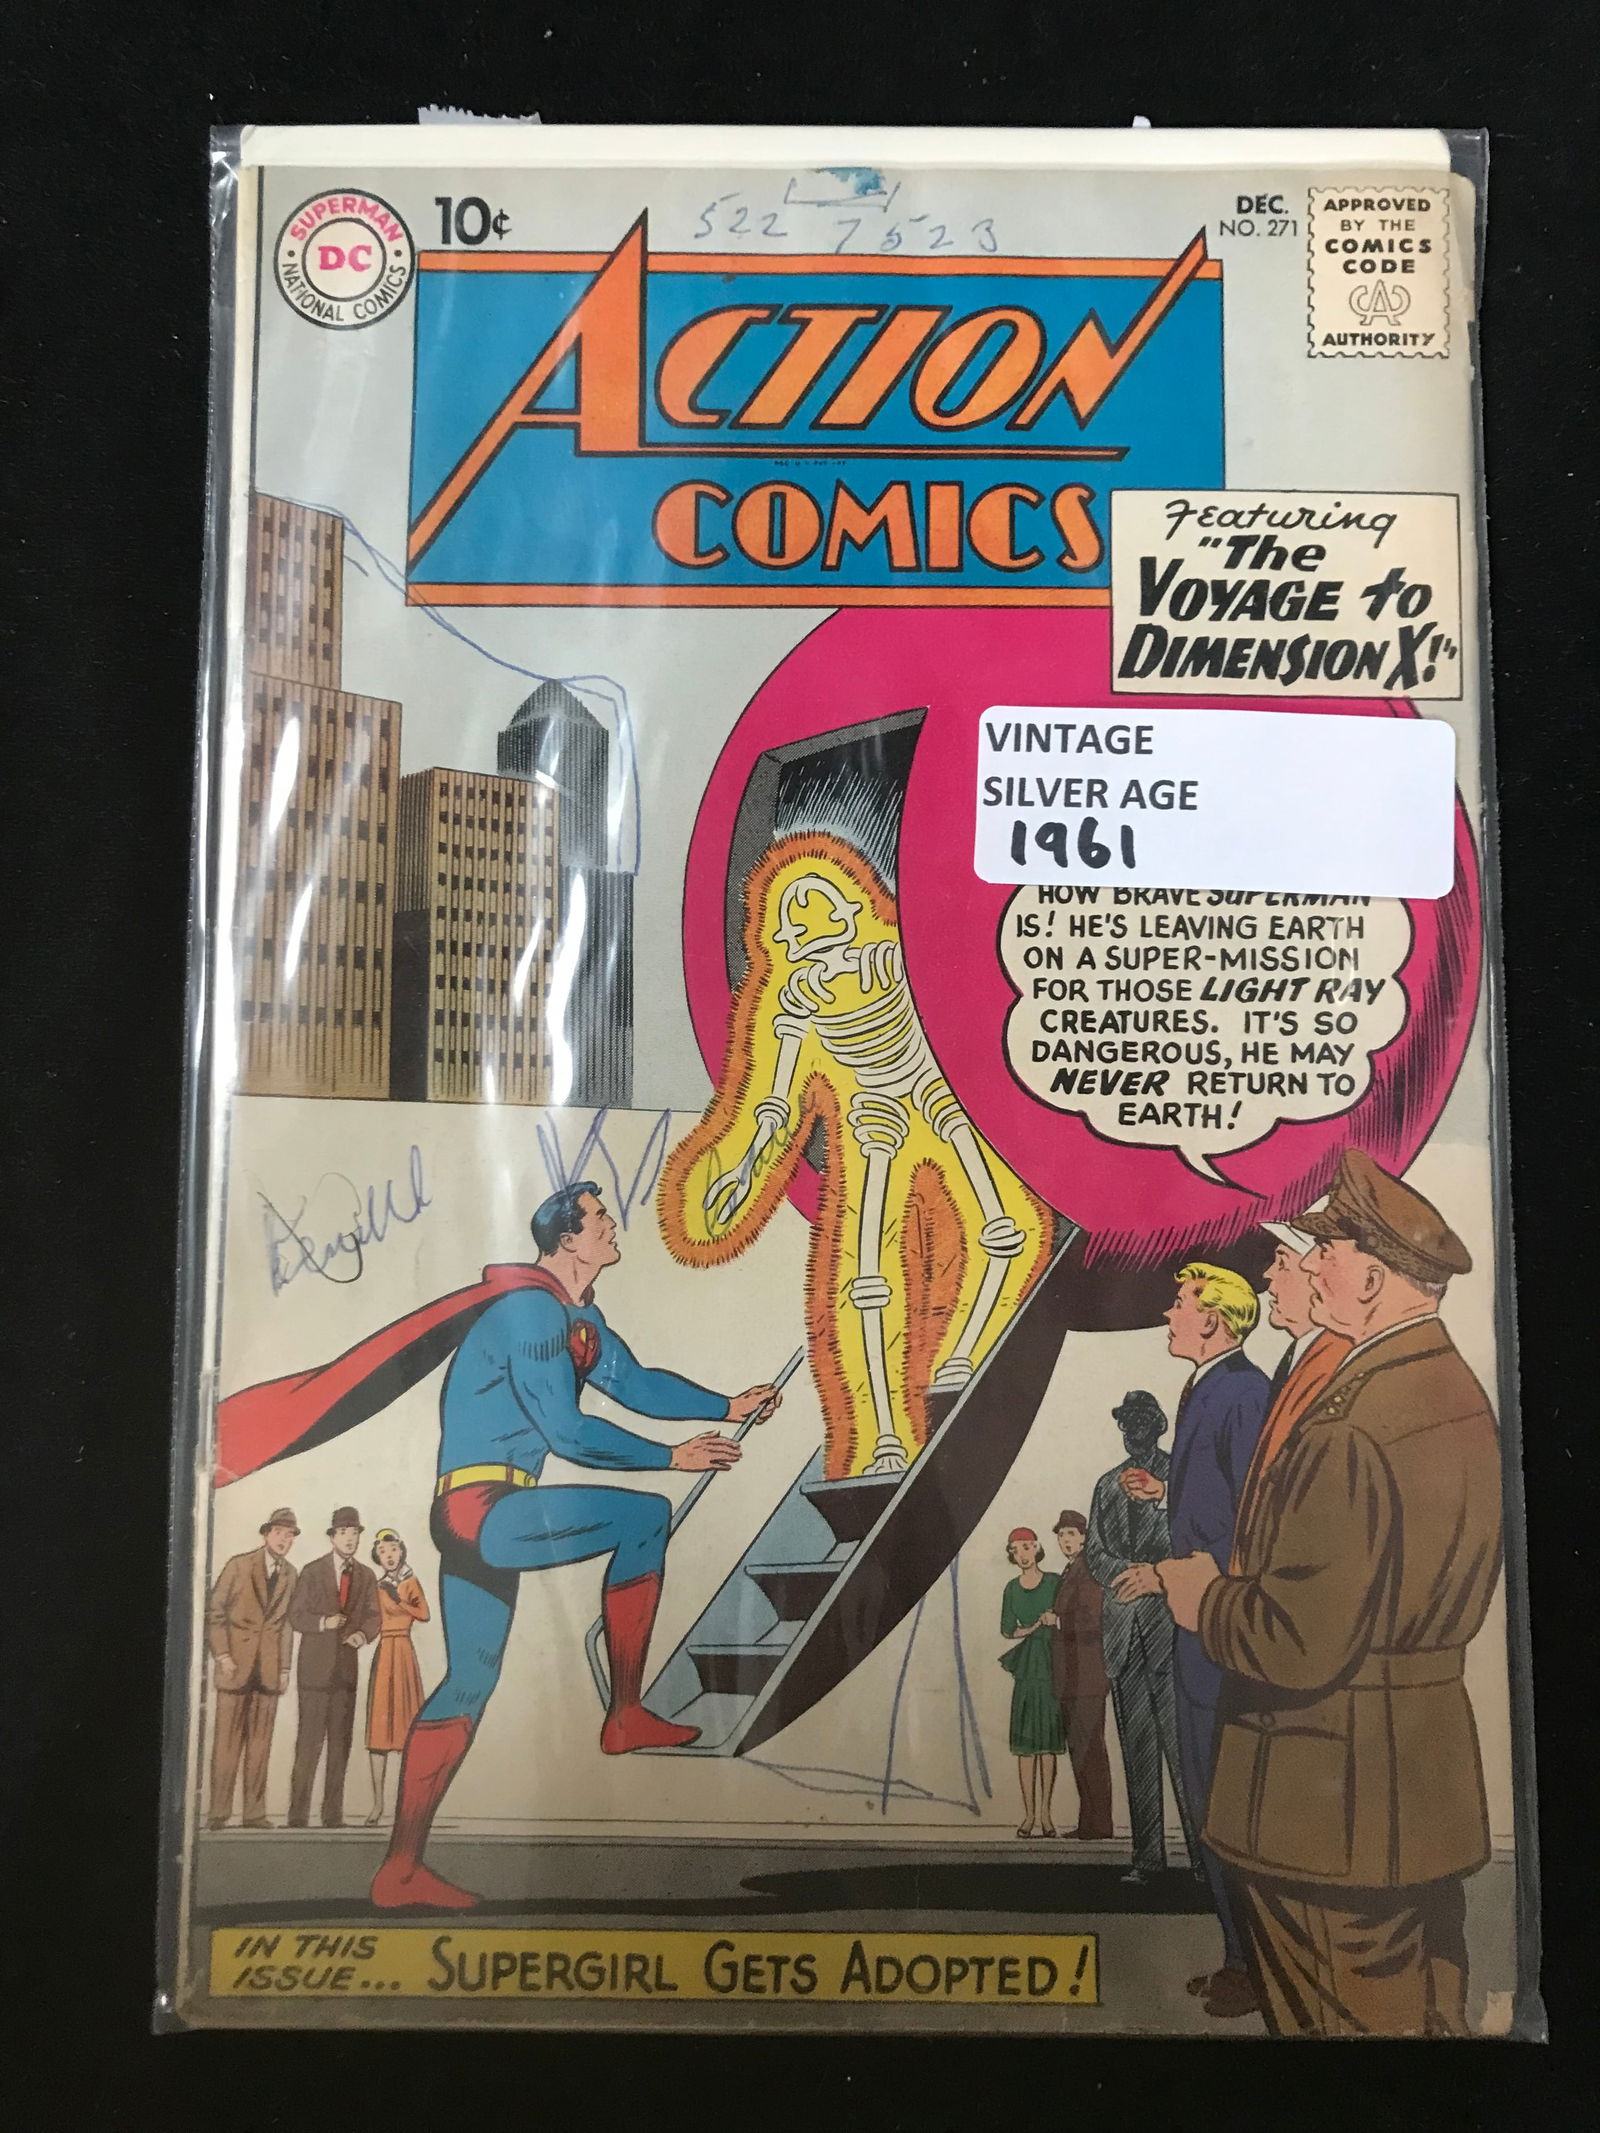 SUPERMAN
DC
NATIONAL COMICS
10¢
522 7523
DEC.
NO. 271
APPROVED
BY THE
COMICS
CODE
CA
AUTHORITY
ACTION
COMICS
Featuring
"The
VOYAGE to
DIMENSION X!"
VINTAGE
SILVER AGE
1961
HOW BRAVE SUPERMAN
IS! HE'S LEAVING EARTH
ON A SUPER-MISSION
FOR THOSE LIGHT RAY
CREATURES. IT'S SO
DANGEROUS, HE MAY
NEVER RETURN TO
EARTH!
IN THIS
ISSUE... SUPERGIRL GETS ADOPTED!